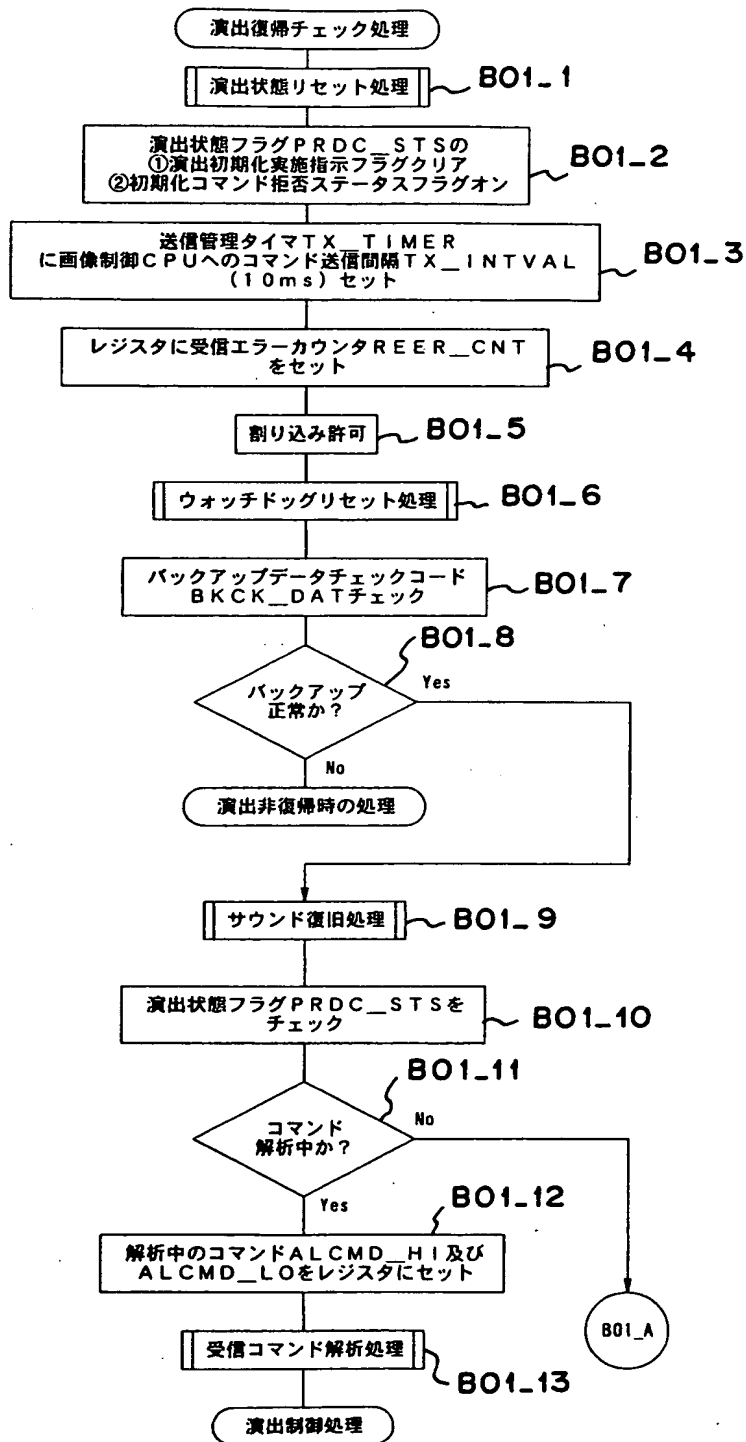 演出復帰チェック処理
演出状態リセット処理
B01_1
演出状態フラグPRDC__STSの
①演出初期化実施指示フラグクリア
②初期化コマンド拒否ステータスフラグオン
B01_2
送信管理タイマTX__TIMER
に画像制御CPUへのコマンド送信間隔TX__INTVAL
(10ms)セット
B01_3
レジスタに受信エラーカウンタREER__CNT
をセット
B01_4
割り込み許可
B01_5
ウォッチドッグリセット処理
B01_6
バックアップデータチェックコード
BKCK__DATチェック
B01_7
B01_8
バックアップ
正常か?
Yes
No
演出非復帰時の処理
サウンド復旧処理
B01_9
演出状態フラグPRDC__STSを
チェック
B01_10
B01_11
コマンド
解析中か?
No
Yes
B01_12
解析中のコマンドALCMD__HI及び
ALCMD__LOをレジスタにセット
B01_A
受信コマンド解析処理
B01_13
演出制御処理